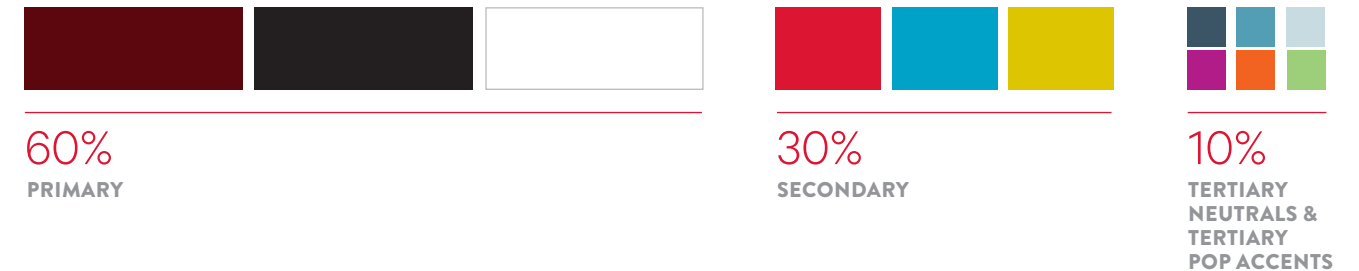 60%
PRIMARY
30%
SECONDARY
10%
TERTIARY
NEUTRALS &
TERTIARY
POP ACCENTS